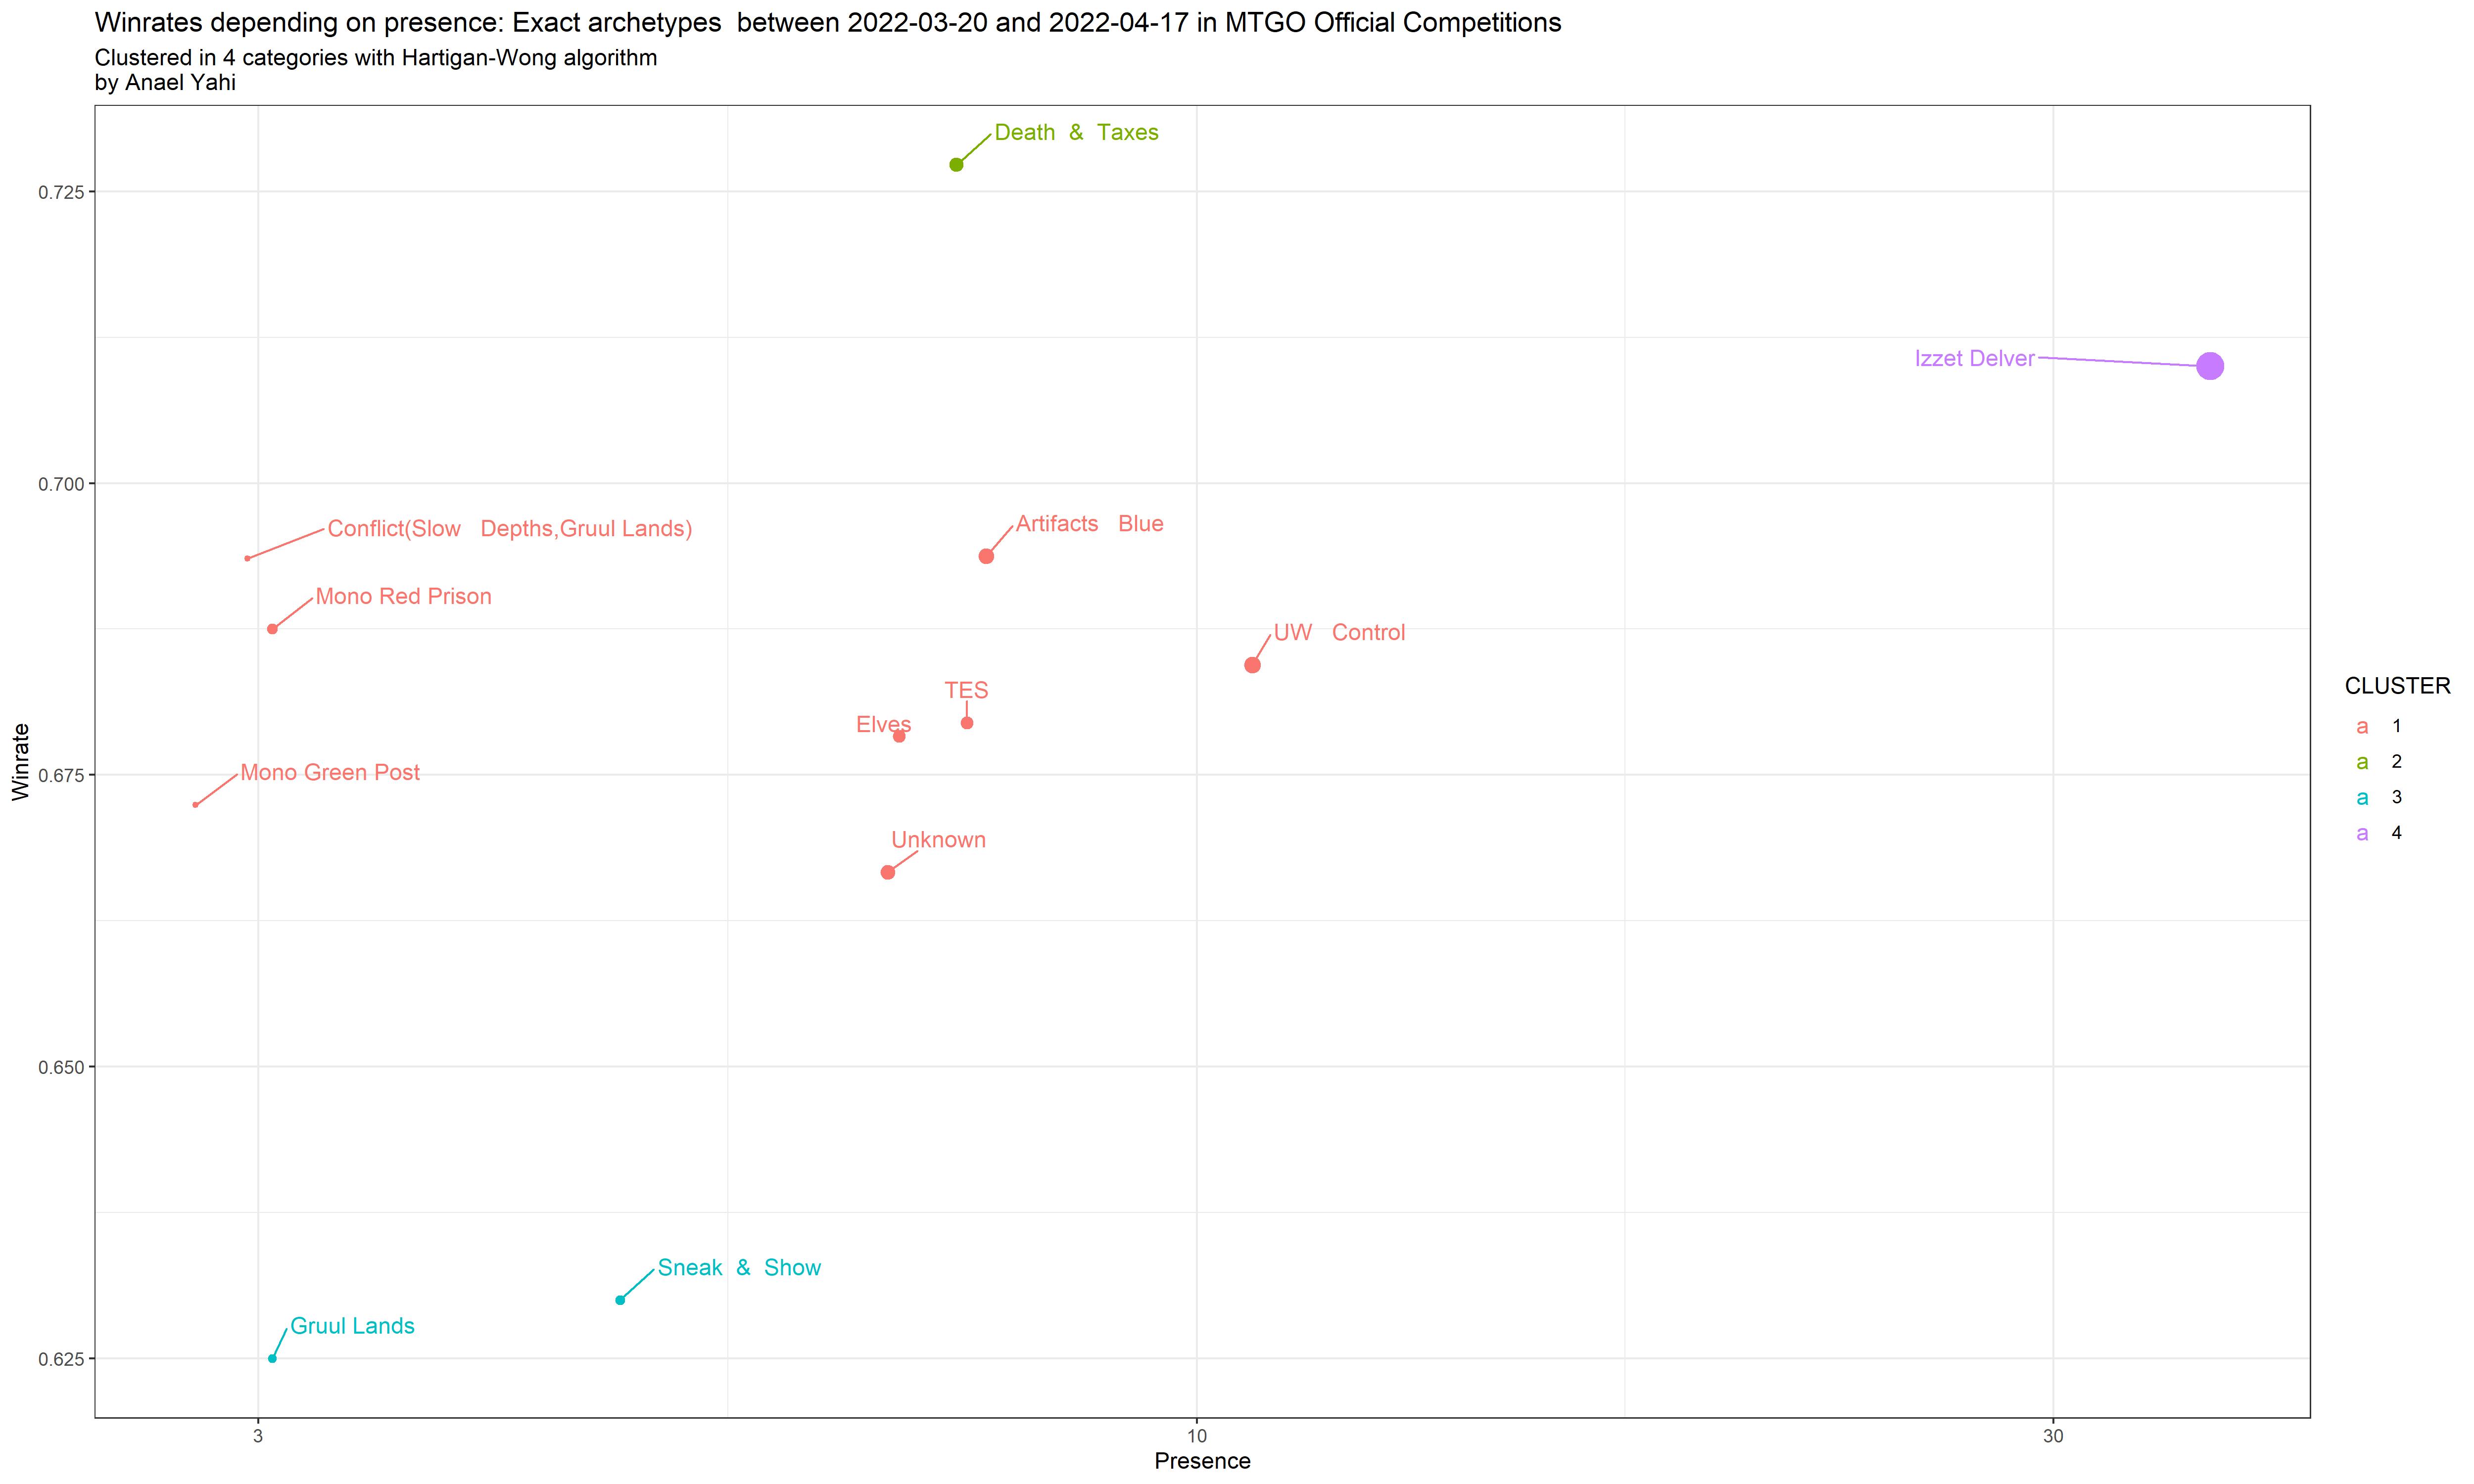 Winrates depending on presence: Exact archetypes  between 2022-03-20 and 2022-04-17 in MTGO Official Competitions
Clustered in 4 categories with Hartigan-Wong algorithm
by Anael Yahi
Death  &  Taxes
0.725
Izzet Delver
0.700
Conflict(Slow   Depths,Gruul Lands)
Artifacts   Blue
Mono Red Prison
UW   Control
TES
Elves
Mono Green Post
0.675
Unknown
Winrate
0.650
Sneak  &  Show
Gruul Lands
0.625
3
10
30
Presence
CLUSTER
a 1
a 2
a 3
a 4